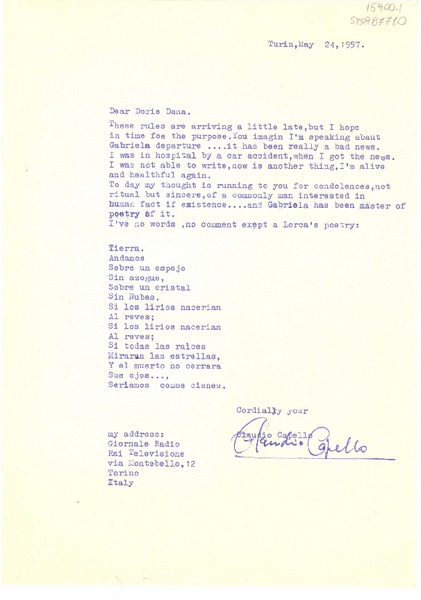 15900.1
Turin,May 24,1957.
Dear Doris Dana.
These rules are arriving a little late,but I hope
in time foe the purpose.You imagin I'm speaking abaut
Gabriela departure ....it has been really a bad news.
I was in hospital by a car accident,when I got the news.
I was not able to write,now is another thing,I'm alive
and healthful again.
To day my thought is running to you for condolences,not
ritual but sincere,of a commonly man interested in
human fact if existence....and Gabriela has been master of
poetry of it.
I've no words ,no comment exept a Lorca's poetry:
Tierra.
Andamos
Sobre un espejo
Sin azogue,
Sobre un cristal
Sin Nubes.
Si los lirios nacerian
Al reves;
Si los lirios nacerian
Al reves;
Si todas las raices
Miraran las estrellas,
Y el muerto no cerrara
Sus ojos...,
Seriamos comos cisnes.
Cordially your
Claudio Capello
Claudio Capello
my address:
Giornale Radio
Rai Televisione
via Montebello,12
Torino
Italy